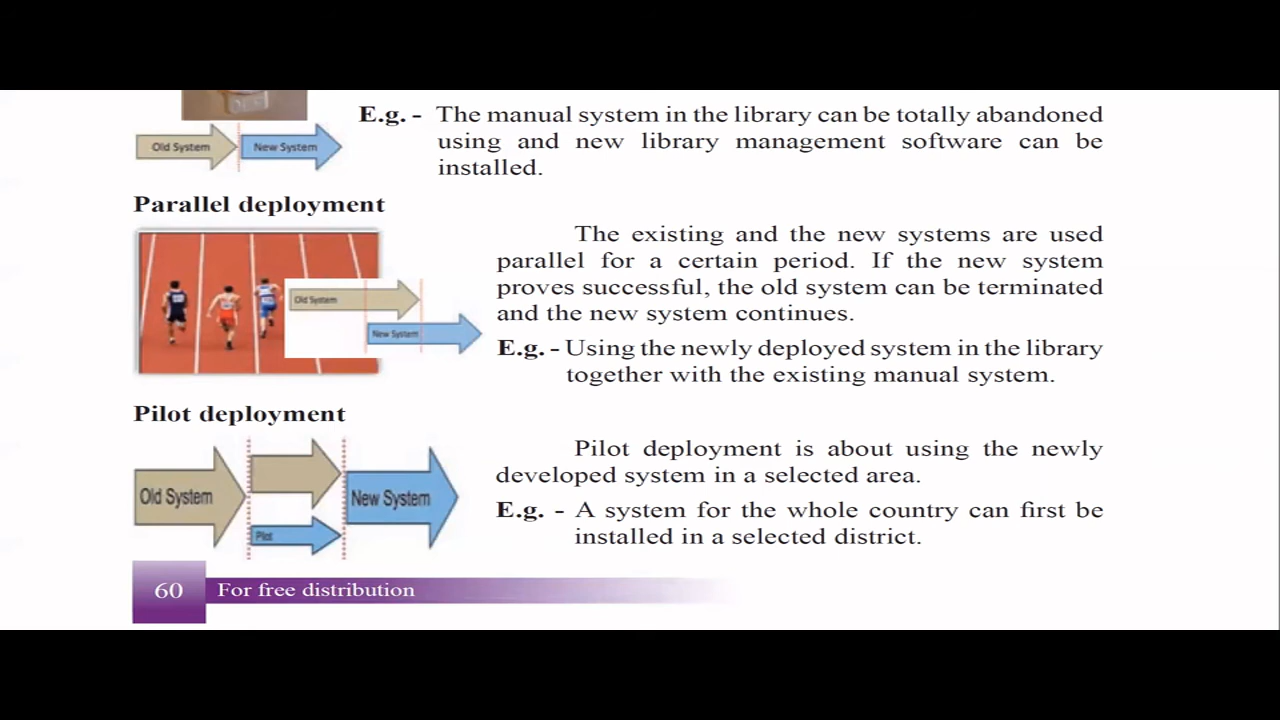 E.g. - The manual system in the library can be totally abandoned
using and new library management software can be
installed.
Old System New System
Parallel deployment
The existing and the new systems are used
parallel for a certain period. If the new system
proves successful, the old system can be terminated
and the new system continues.
Old System
New System
E.g. - Using the newly deployed system in the library
together with the existing manual system.
Pilot deployment
Pilot deployment is about using the newly
developed system in a selected area.
Old System New System
Pilot
E.g. - A system for the whole country can first be
installed in a selected district.
60 For free distribution